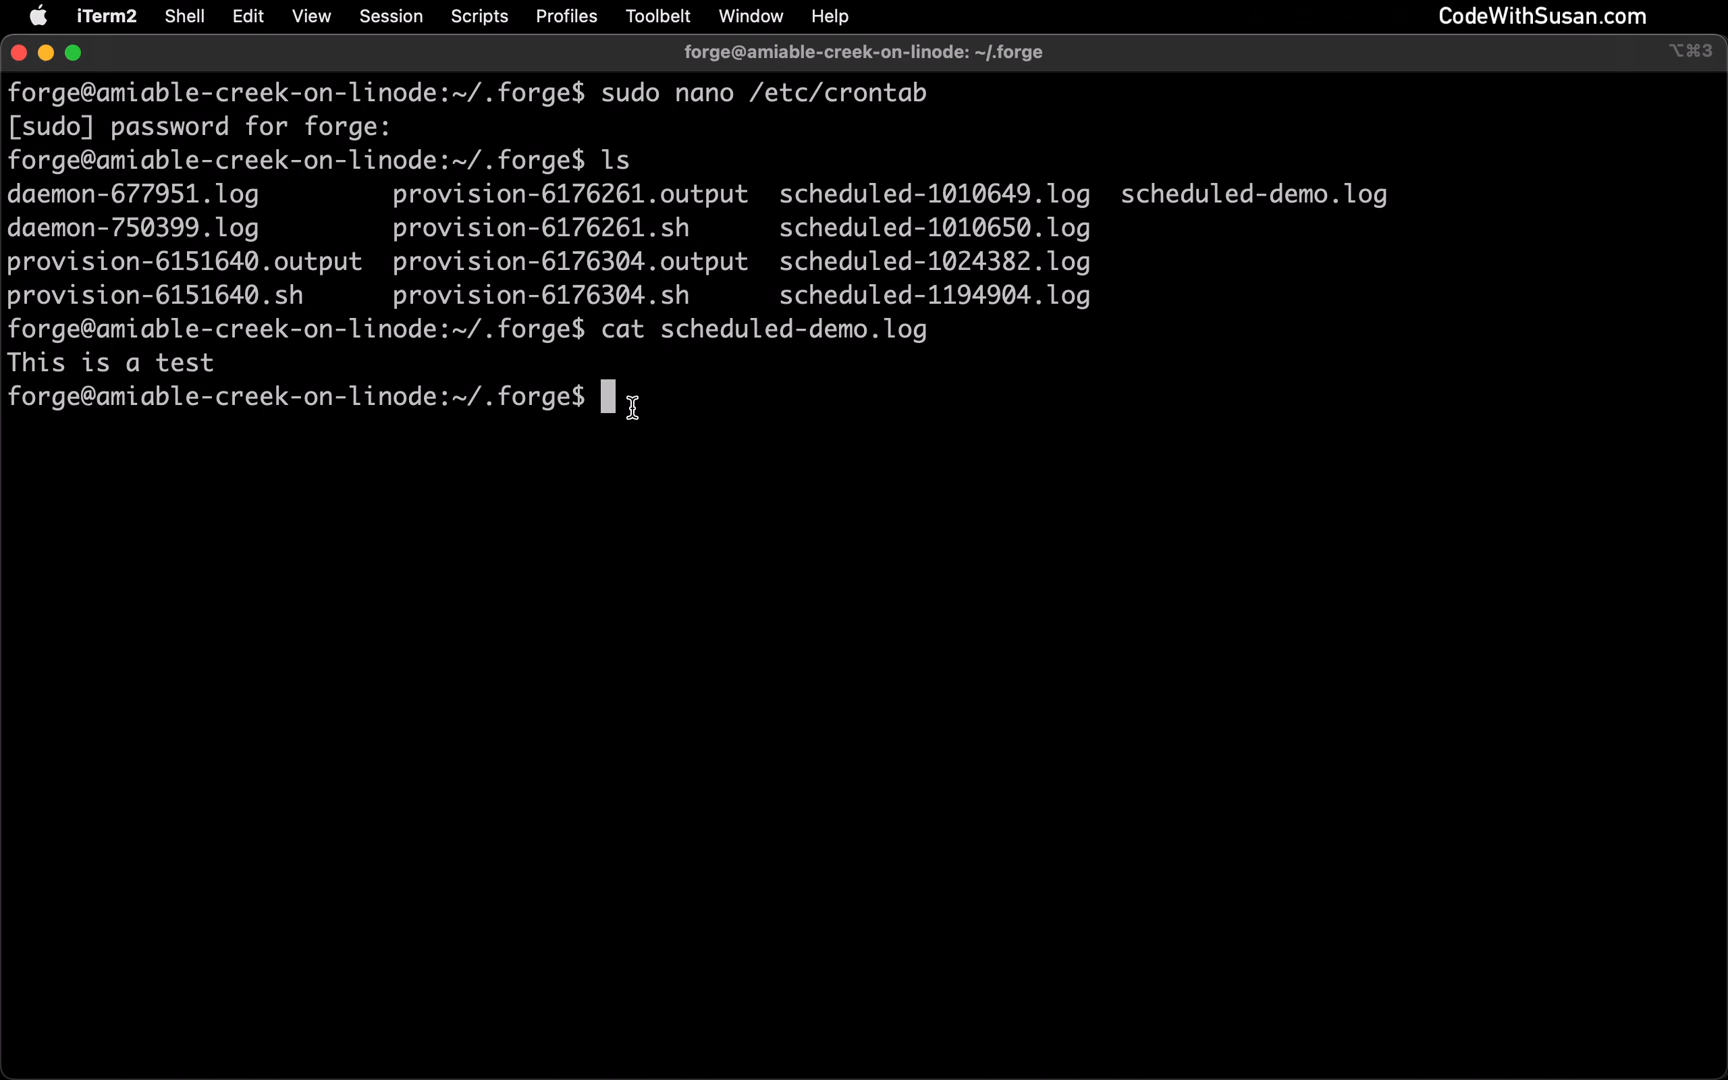 iTerm2 Shell Edit View Session Scripts Profiles Toolbelt Window Help CodeWithSusan.com
forge@amiable-creek-on-linode: ~/.forge ⌥⌘3
forge@amiable-creek-on-linode:~/.forge$ sudo nano /etc/crontab
[sudo] password for forge:
forge@amiable-creek-on-linode:~/.forge$ ls
daemon-677951.log provision-6176261.output scheduled-1010649.log scheduled-demo.log
daemon-750399.log provision-6176261.sh scheduled-1010650.log
provision-6151640.output provision-6176304.output scheduled-1024382.log
provision-6151640.sh provision-6176304.sh scheduled-1194904.log
forge@amiable-creek-on-linode:~/.forge$ cat scheduled-demo.log
This is a test
forge@amiable-creek-on-linode:~/.forge$